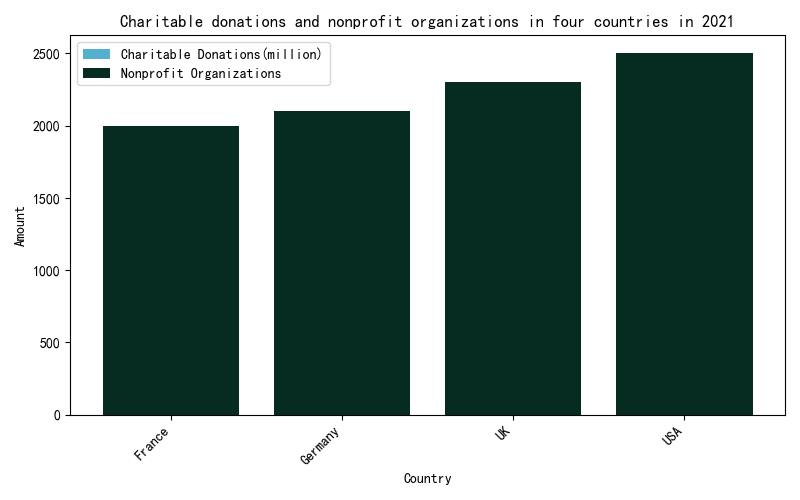 Charitable donations and nonprofit organizations in four countries in 2021
Charitable Donations(million)
Nonprofit Organizations
2500
2000
1500
1000
500
0
Amount
France
Germany
UK
USA
Country